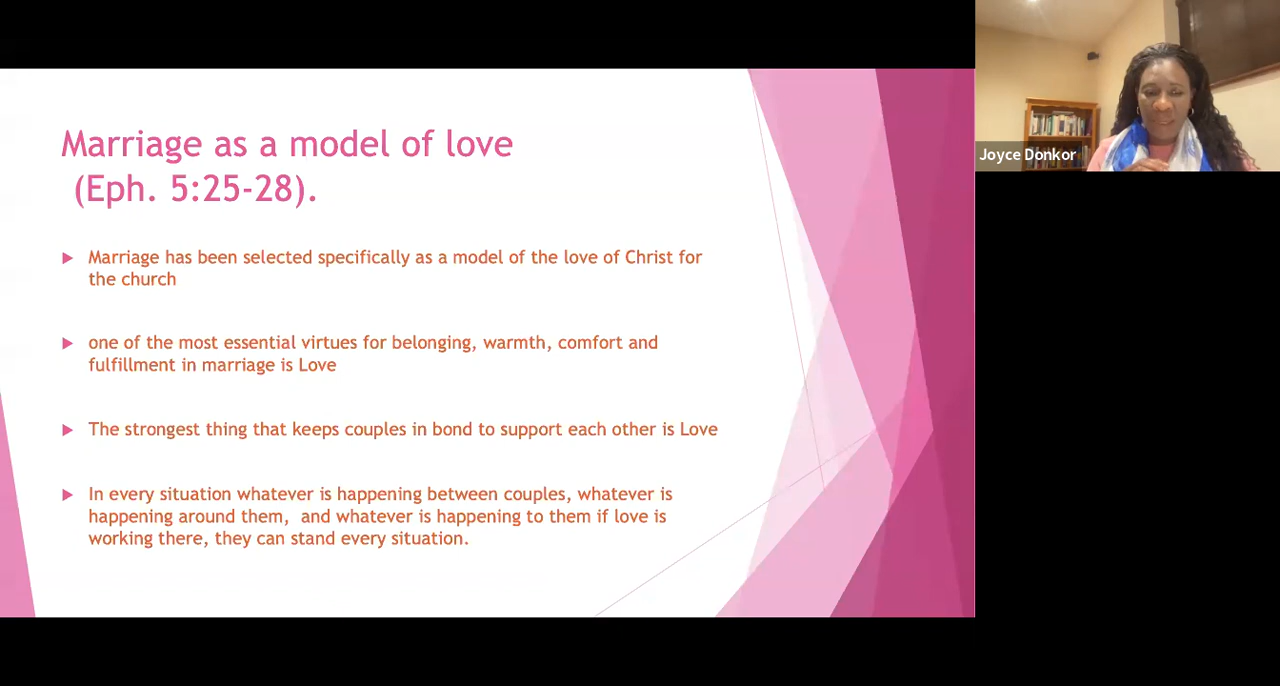 Marriage as a model of love
(Eph. 5:25-28).
Marriage has been selected specifically as a model of the love of Christ for
the church
one of the most essential virtues for belonging, warmth, comfort and
fulfillment in marriage is Love
The strongest thing that keeps couples in bond to support each other is Love
In every situation whatever is happening between couples, whatever is
happening around them, and whatever is happening to them if love is
working there, they can stand every situation.
Joyce Donkor